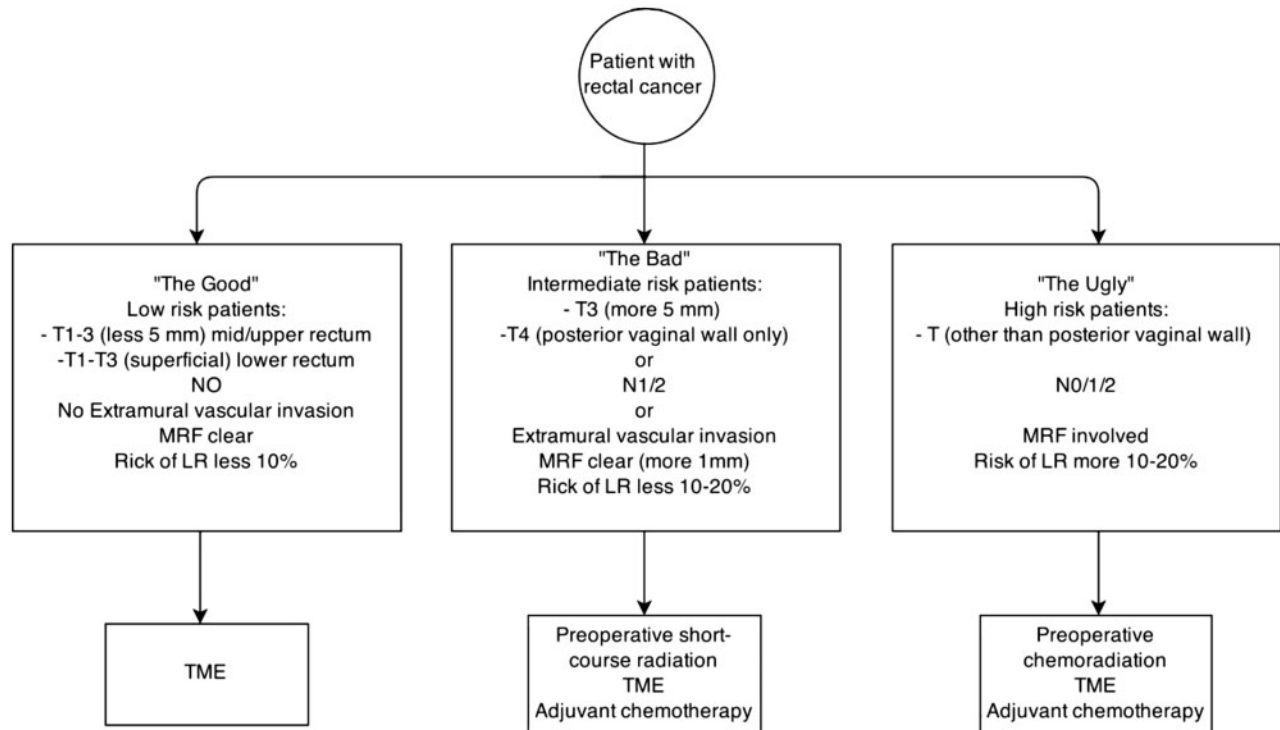 Patient with
rectal cancer
"The Good"
Low risk patients:
- T1-3 (less 5 mm) mid/upper rectum
-T1-T3 (superficial) lower rectum
NO
No Extramural vascular invasion
MRF clear
Rick of LR less 10%
"The Bad"
Intermediate risk patients:
- T3 (more 5 mm)
-T4 (posterior vaginal wall only)
or
N1/2
or
Extramural vascular invasion
MRF clear (more 1mm)
Rick of LR less 10-20%
"The Ugly"
High risk patients:
- T (other than posterior vaginal wall)
N0/1/2
MRF involved
Risk of LR more 10-20%
TME
Preoperative short-
course radiation
TME
Adjuvant chemotherapy
Preoperative
chemoradiation
TME
Adjuvant chemotherapy